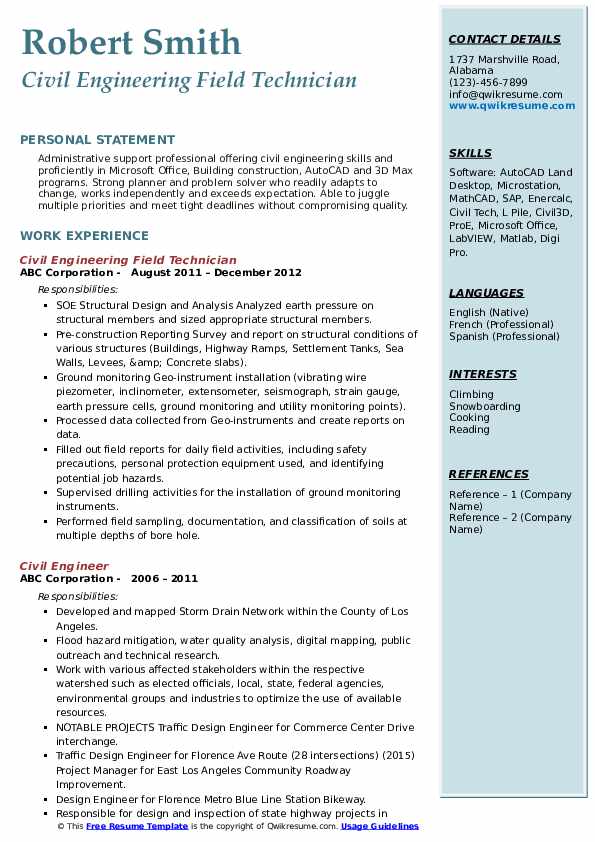 Robert Smith
Civil Engineering Field Technician
PERSONAL STATEMENT
Administrative support professional offering civil engineering skills and
proficiently in Microsoft Office, Building construction, AutoCAD and 3D Max
programs. Strong planner and problem solver who readily adapts to
change, works independently and exceeds expectation. Able to juggle
multiple priorities and meet tight deadlines without compromising quality.
WORK EXPERIENCE
Civil Engineering Field Technician
ABC Corporation - August 2011 – December 2012
Responsibilities:
▪ SOE Structural Design and Analysis Analyzed earth pressure on
structural members and sized appropriate structural members.
▪ Pre-construction Reporting Survey and report on structural conditions of
various structures (Buildings, Highway Ramps, Settlement Tanks, Sea
Walls, Levees, &amp; Concrete slabs).
▪ Ground monitoring Geo-instrument installation (vibrating wire
piezometer, inclinometer, extensometer, seismograph, strain gauge,
earth pressure cells, ground monitoring and utility monitoring points).
▪ Processed data collected from Geo-instruments and create reports on
data.
▪ Filled out field reports for daily field activities, including safety
precautions, personal protection equipment used, and identifying
potential job hazards.
▪ Supervised drilling activities for the installation of ground monitoring
instruments.
▪ Performed field sampling, documentation, and classification of soils at
multiple depths of bore hole.
Civil Engineer
ABC Corporation - 2006 – 2011
Responsibilities:
▪ Developed and mapped Storm Drain Network within the County of Los
Angeles.
▪ Flood hazard mitigation, water quality analysis, digital mapping, public
outreach and technical research.
▪ Work with various affected stakeholders within the respective
watershed such as elected officials, local, state, federal agencies,
environmental groups and industries to optimize the use of available
resources.
▪ NOTABLE PROJECTS Traffic Design Engineer for Commerce Center Drive
interchange.
▪ Traffic Design Engineer for Florence Ave Route (28 intersections) (2015)
Project Manager for East Los Angeles Community Roadway
Improvement.
▪ Design Engineer for Florence Metro Blue Line Station Bikeway.
▪ Responsible for design and inspection of state highway projects in
© This Free Resume Template is the copyright of Qwikresume.com. Usage Guidelines
CONTACT DETAILS
1737 Marshville Road,
Alabama
(123)-456-7899
info@qwikresume.com
www.qwikresume.com
SKILLS
Software: AutoCAD Land
Desktop, Microstation,
MathCAD, SAP, Enercalc,
Civil Tech, L Pile, Civil3D,
ProE, Microsoft Office,
LabVIEW, Matlab, Digi
Pro.
LANGUAGES
English (Native)
French (Professional)
Spanish (Professional)
INTERESTS
Climbing
Snowboarding
Cooking
Reading
REFERENCES
Reference – 1 (Company
Name)
Reference – 2 (Company
Name)